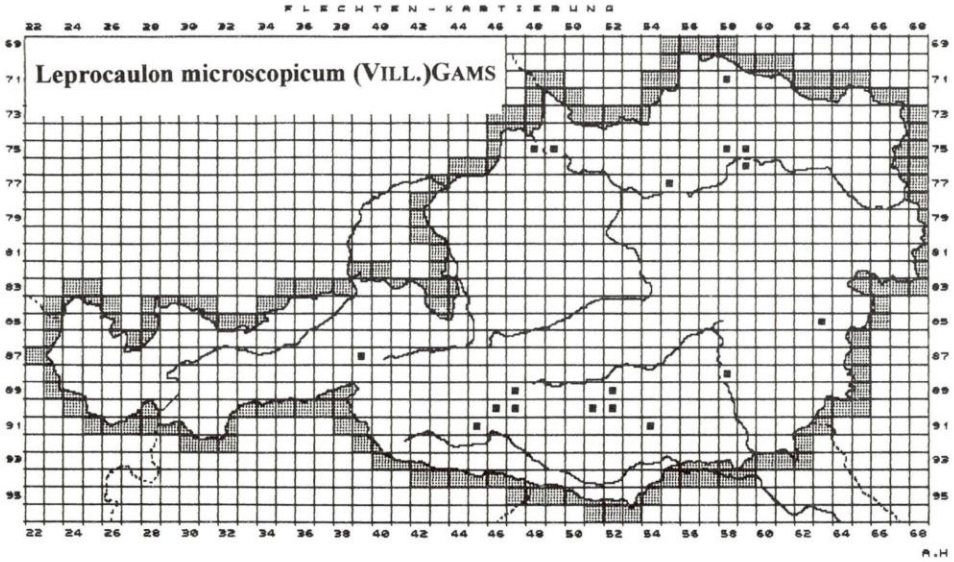 FLECHTEN-KARTIERUNG
22 24 26 28 30 32 34 36 38 40 42 44 46 48 50 52 54 56 58 60 62 64 66 68
69 69
Leprocaulon microscopicum (VILL.)GAMS
71 71
73 73
75 75
77 77
79 79
81 81
83 83
85 85
87 87
89 89
91 91
93 93
95 95
22 24 26 28 30 32 34 36 38 40 42 44 46 48 50 52 54 56 58 60 62 64 66 68
A.H